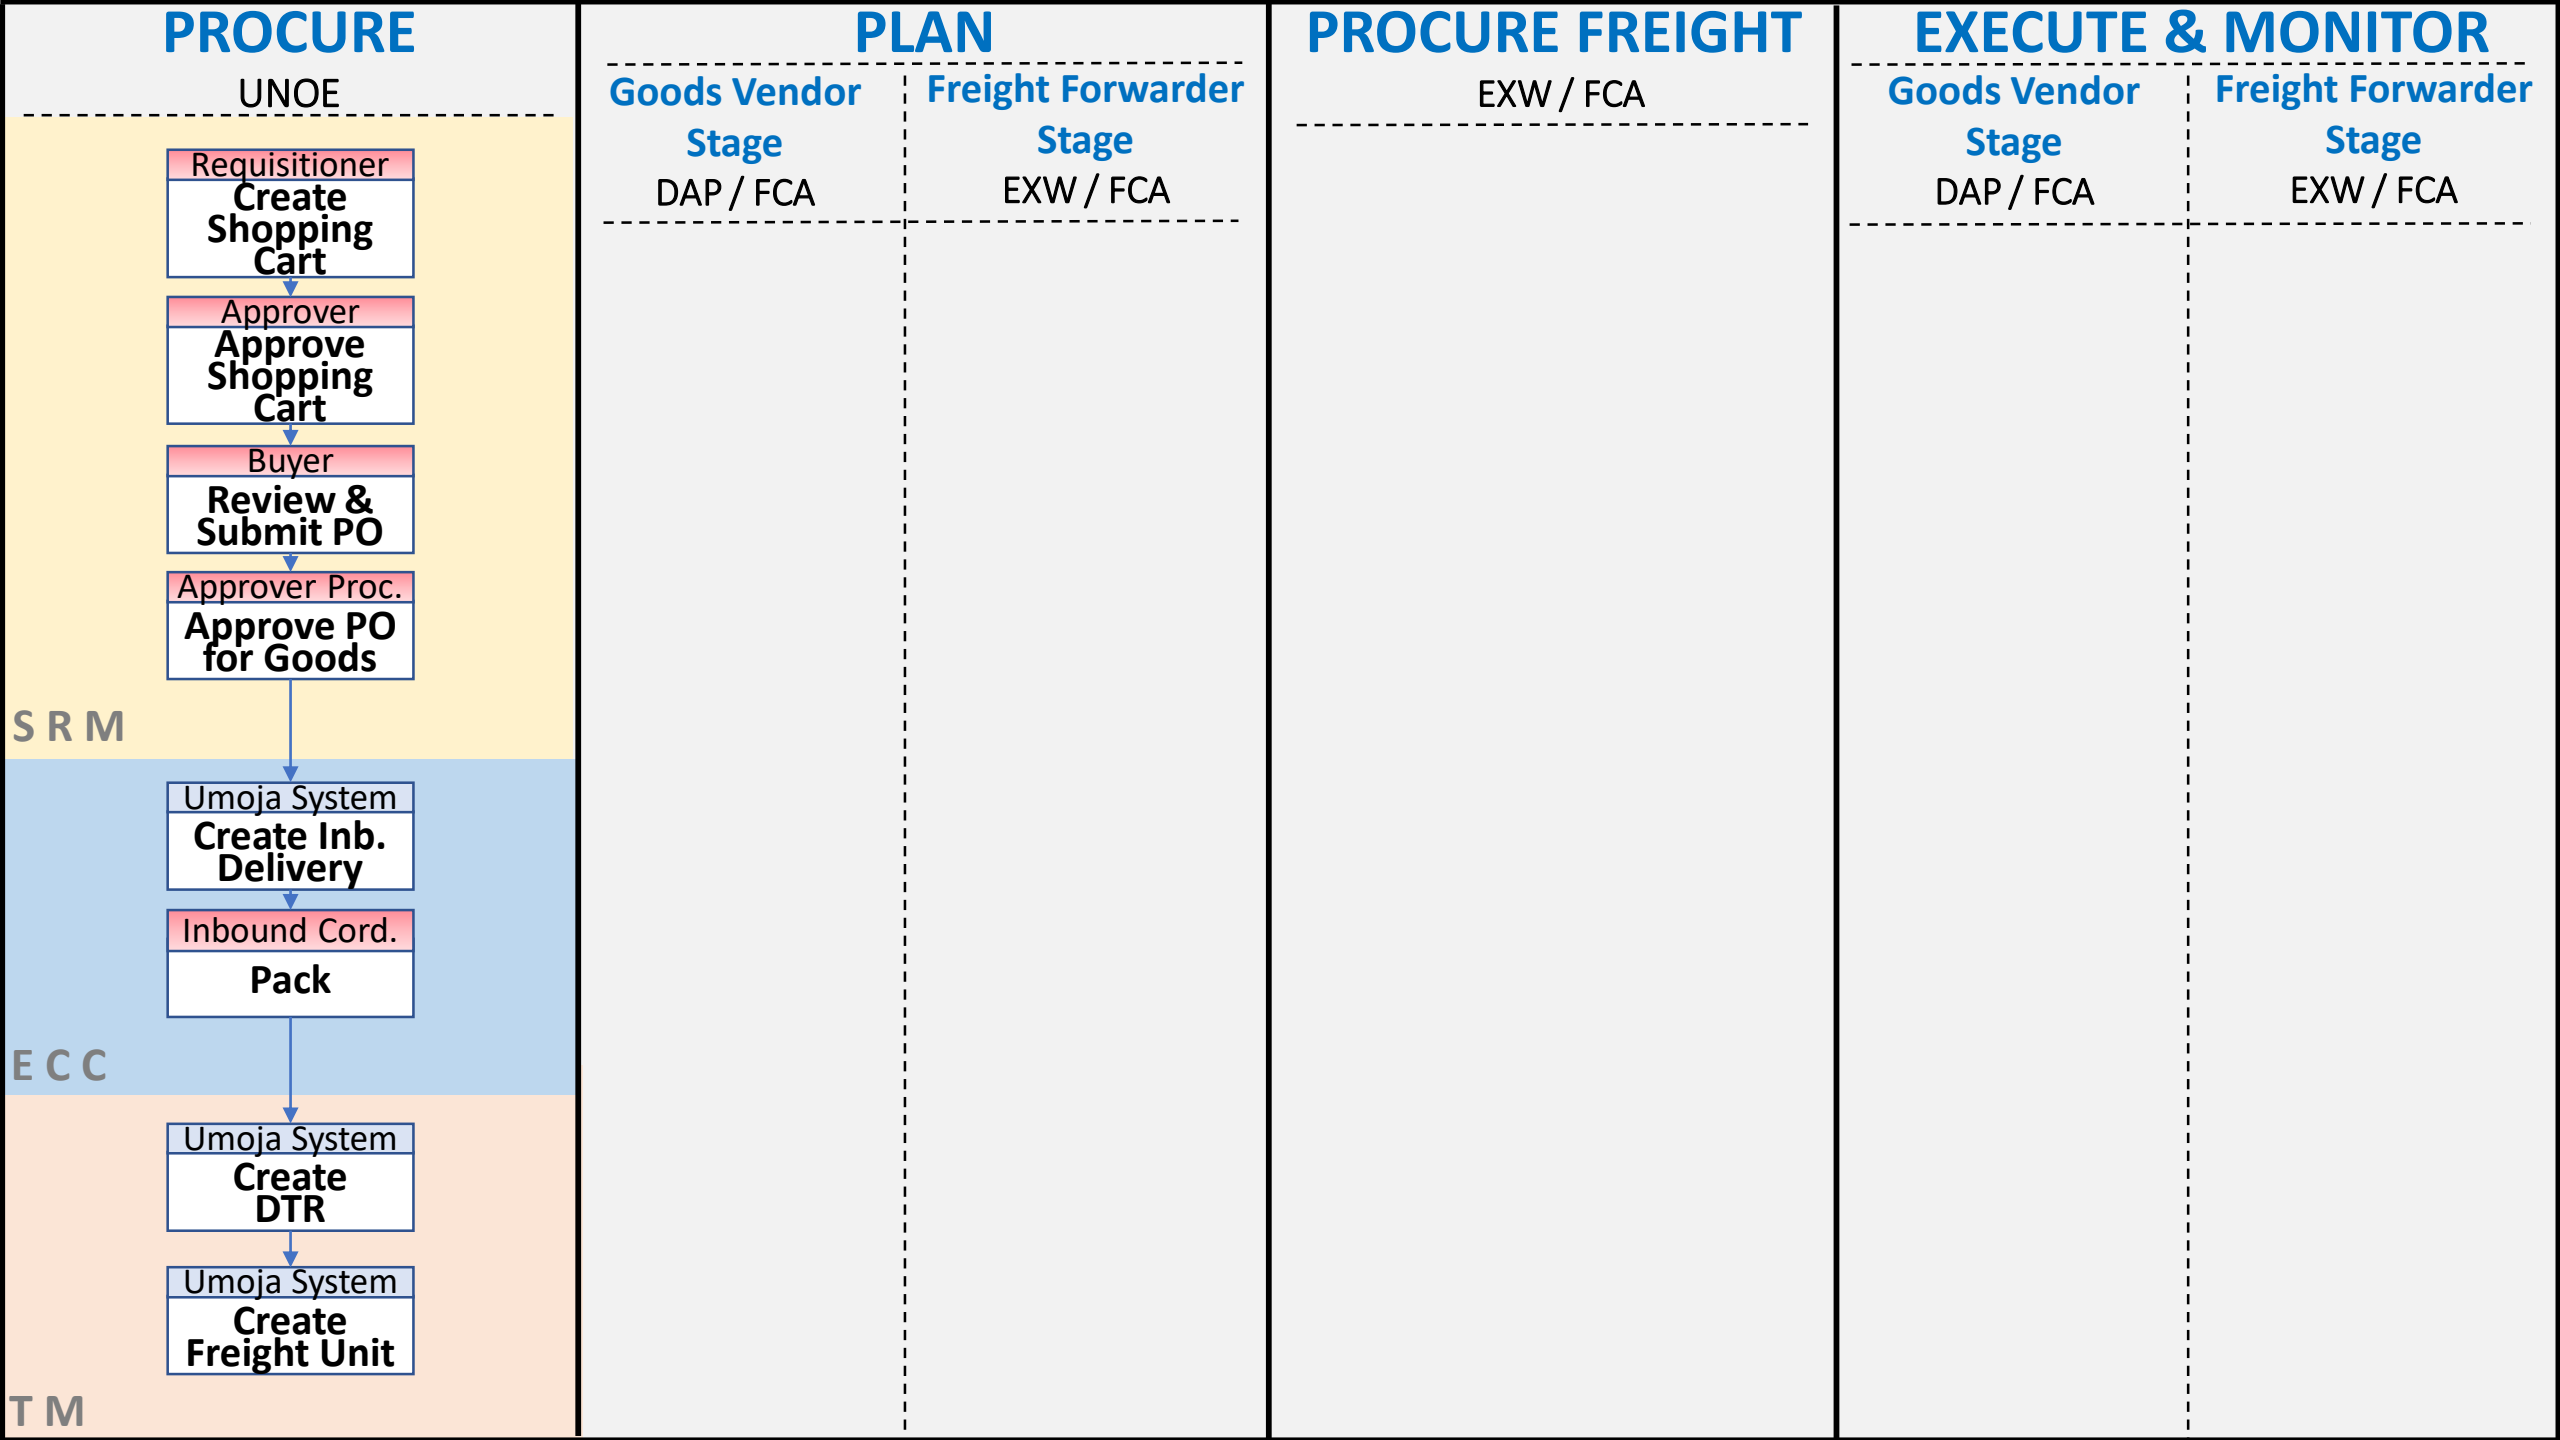 PROCURE
UNOE
Requisitioner
Create
Shopping
Cart
Approver
Approve
Shopping
Cart
Buyer
Review &
Submit PO
Approver Proc.
Approve PO
for Goods
S R M
Umoja System
Create Inb.
Delivery
Inbound Cord.
Pack
E C C
Umoja System
Create
DTR
Umoja System
Create
Freight Unit
T M
PLAN
Goods Vendor
Stage
DAP / FCA
Freight Forwarder
Stage
EXW / FCA
PROCURE FREIGHT
EXW / FCA
EXECUTE & MONITOR
Goods Vendor
Stage
DAP / FCA
Freight Forwarder
Stage
EXW / FCA